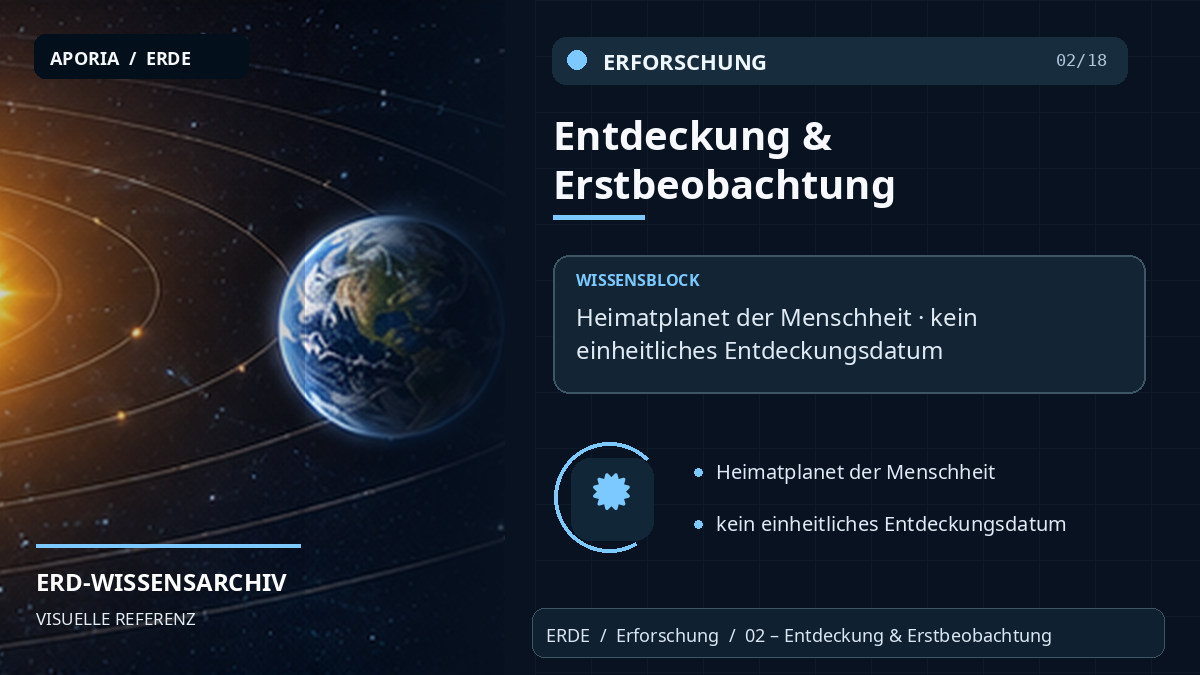 APORIA / ERDE
ERD-WISSENSARCHIV
VISUELLE REFERENZ
ERFORSCHUNG
02/18
Entdeckung &
Erstbeobachtung
WISSENSBLOCK
Heimatplanet der Menschheit · kein
einheitliches Entdeckungsdatum
Heimatplanet der Menschheit
kein einheitliches Entdeckungsdatum
ERDE / Erforschung / 02 – Entdeckung & Erstbeobachtung